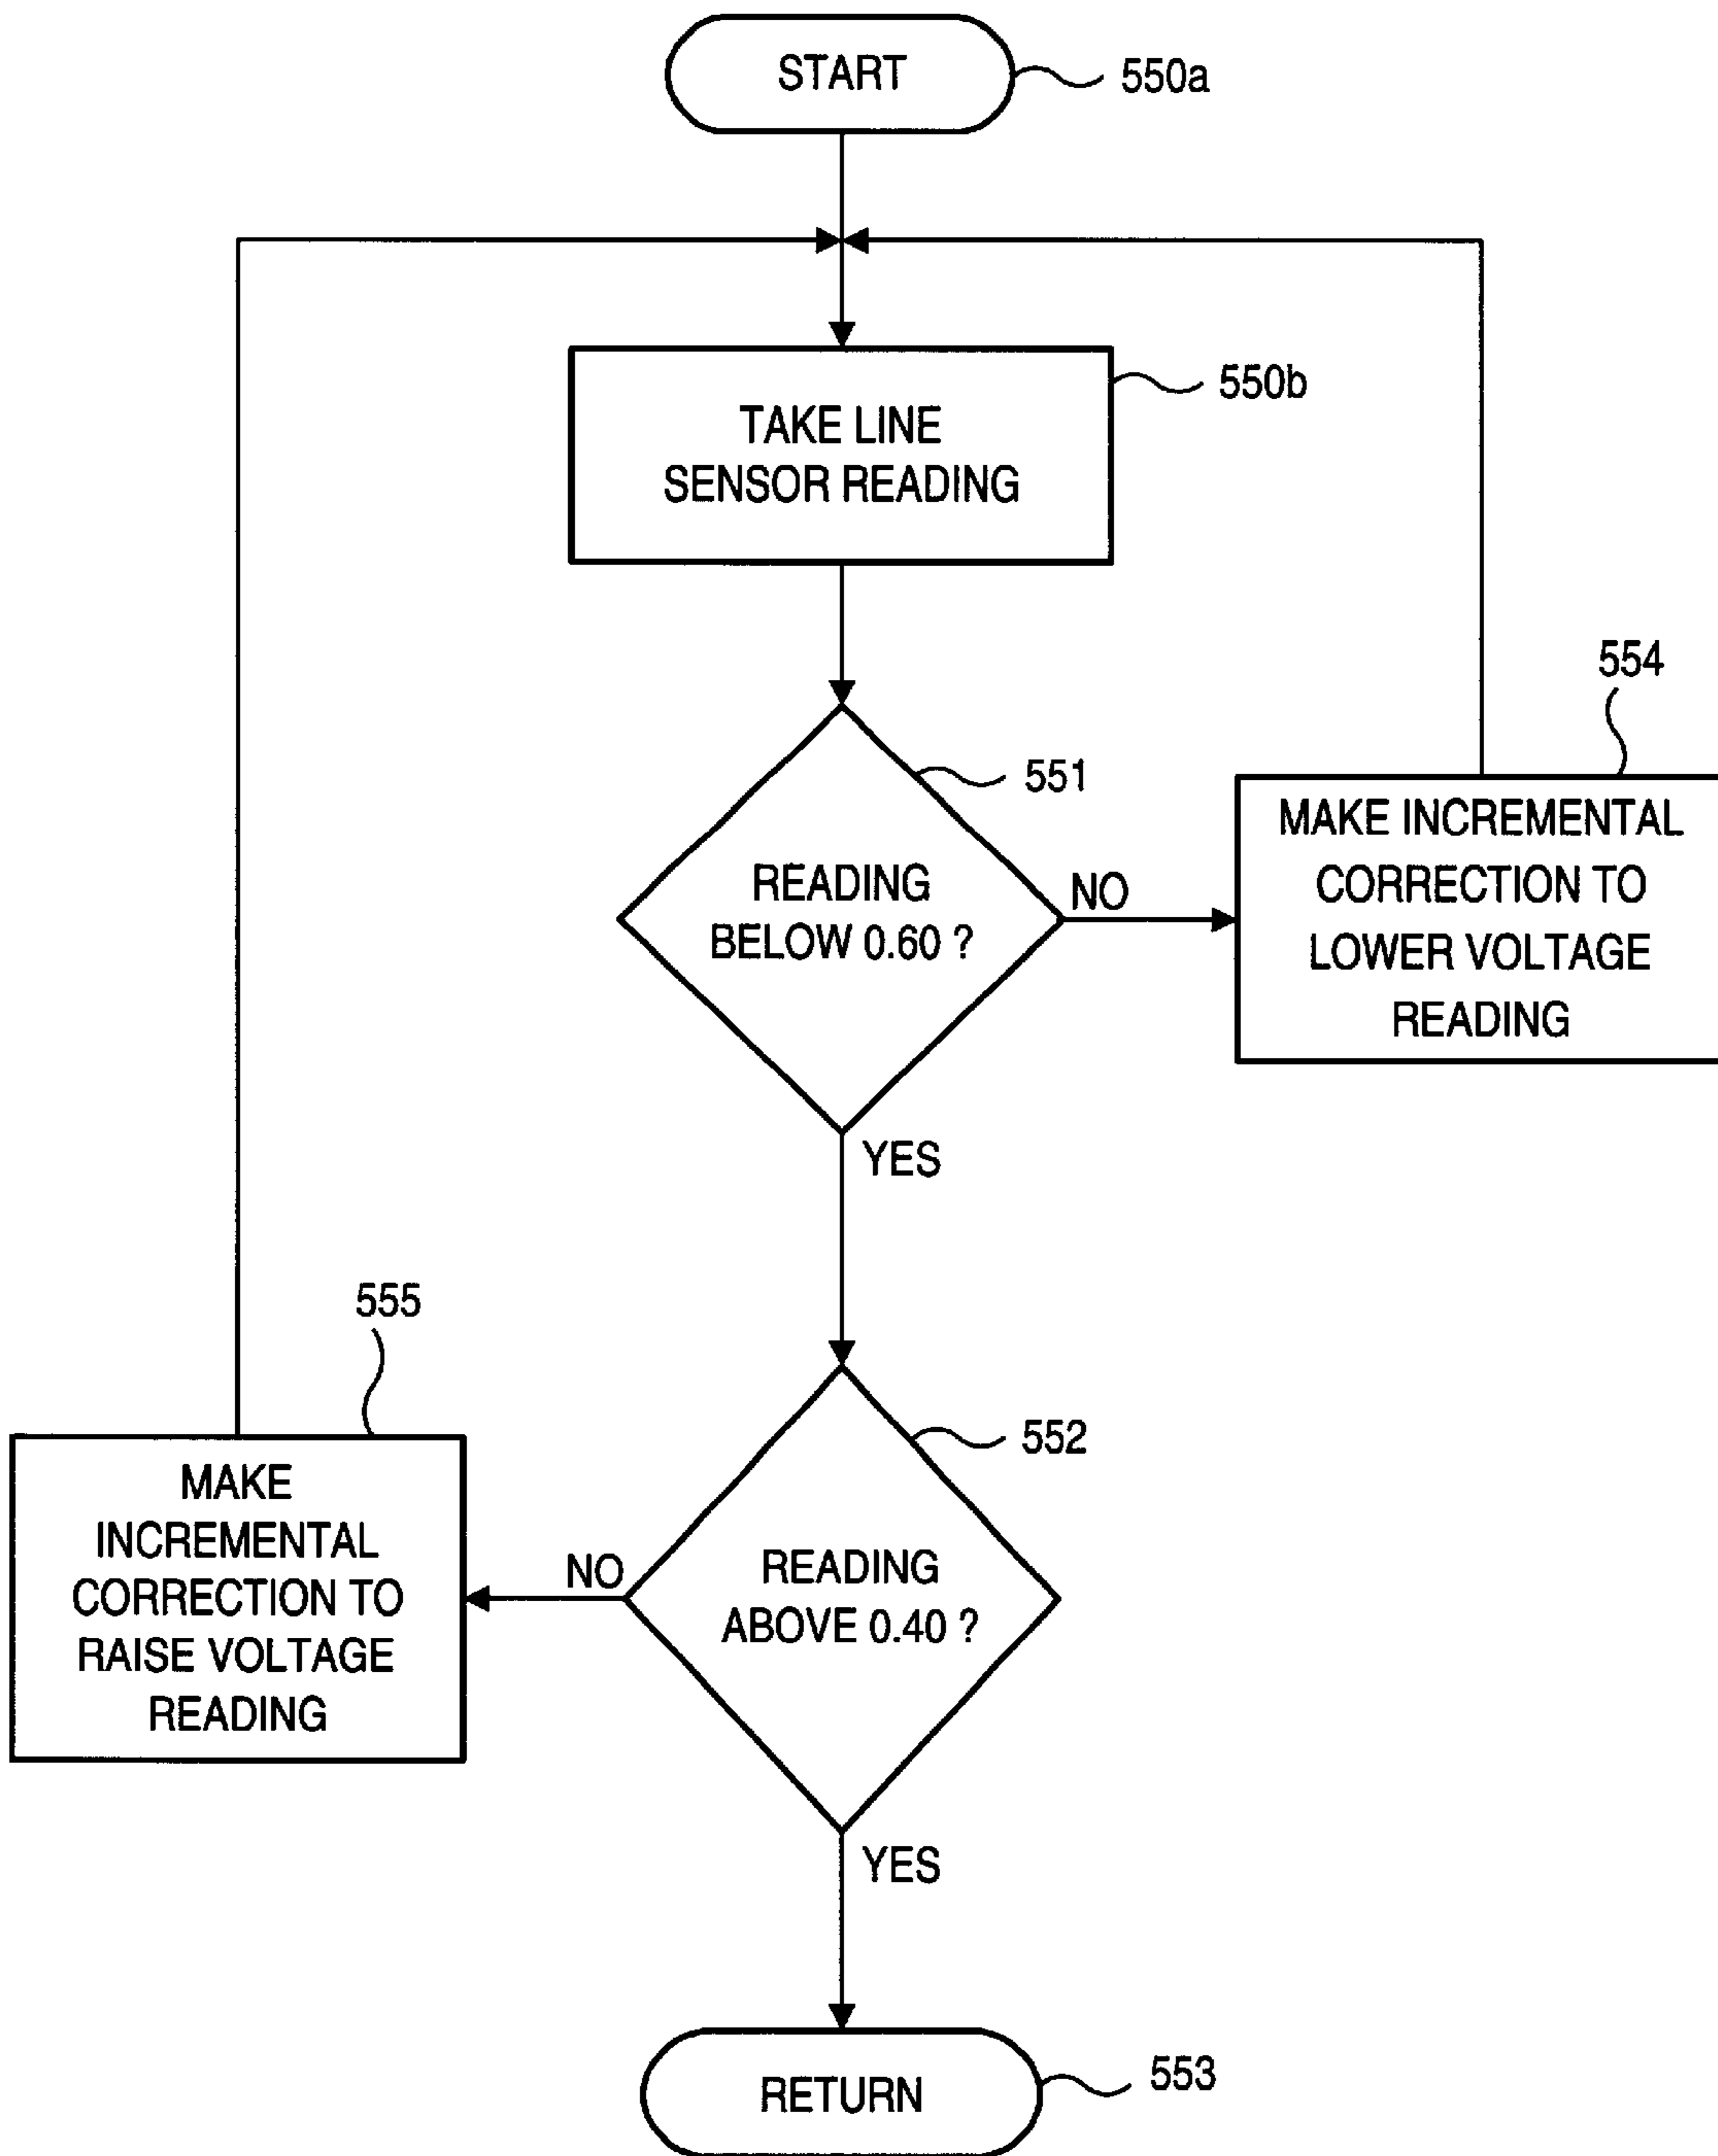 START
550a
TAKE LINE
SENSOR READING
550b
551
READING
BELOW 0.60 ?
NO
554
MAKE INCREMENTAL
CORRECTION TO
LOWER VOLTAGE
READING
YES
555
MAKE
INCREMENTAL
CORRECTION TO
RAISE VOLTAGE
READING
NO
552
READING
ABOVE 0.40 ?
YES
RETURN
553